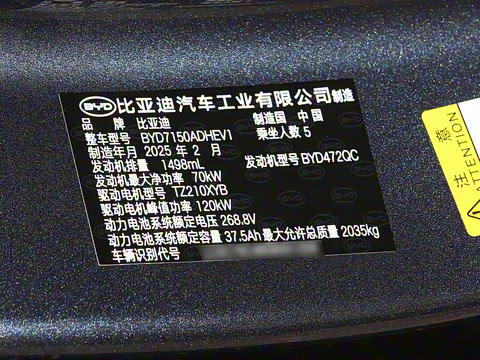 BYD 比亚迪汽车工业有限公司制造
品 牌 比亚迪 制造国 中国
整车型号 BYD7150ADHEV1 乘坐人数 5
制造年月 2025 年 2 月
发动机排量 1498mL 发动机型号 BYD472QC
发动机最大净功率 70kW
驱动电机型号 TZ210XYB
驱动电机峰值功率 120kW
动力电池系统额定电压 268.8V
动力电池系统额定容量 37.5Ah 最大允许总质量 2035kg
车辆识别代号
注意
ATTENTION